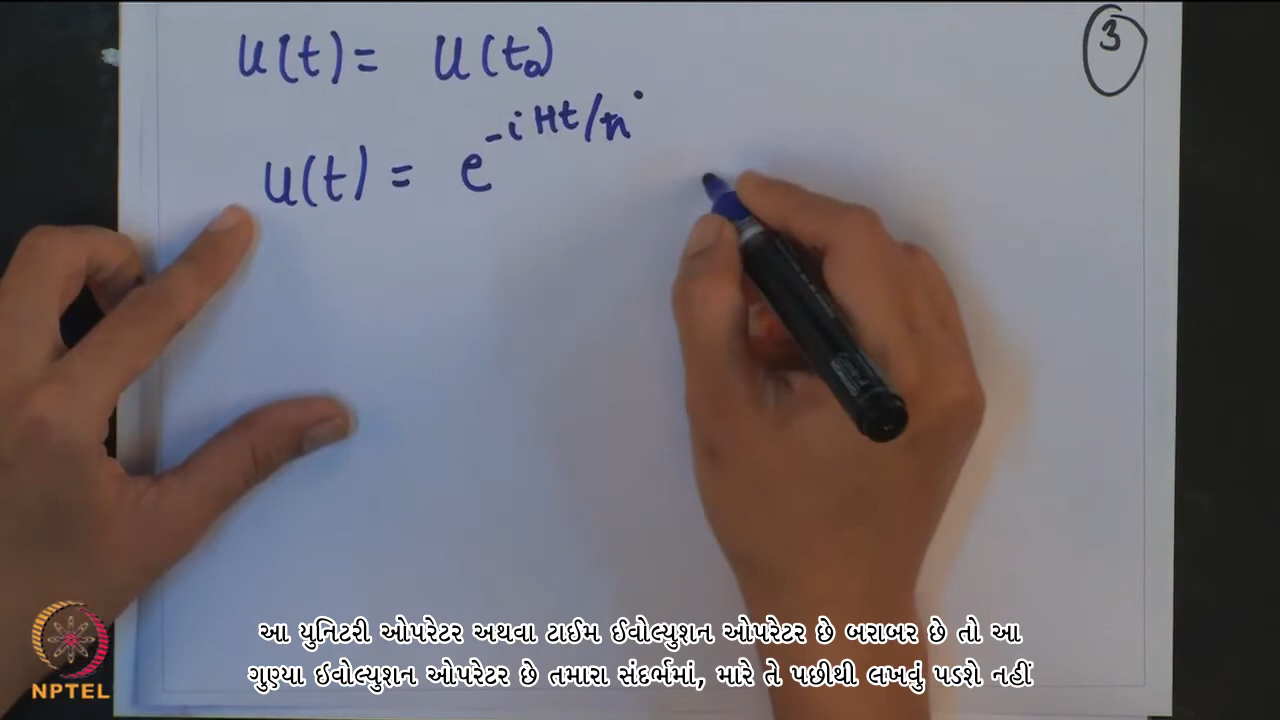 U(t) = U(t₀)
3
U(t) = e^{-iHt/ħ}
આ યુનિટરી ઓપરેટર અથવા ટાઈમ ઈવોલ્યુશન ઓપરેટર છે બરાબર છે તો આ
ગુણ્યા ઇવોલ્યુશન ઓપરેટર છે તમારા સંદર્ભમાં, મારે તે પછીથી લખવું પડશે નહીં
NPTEL